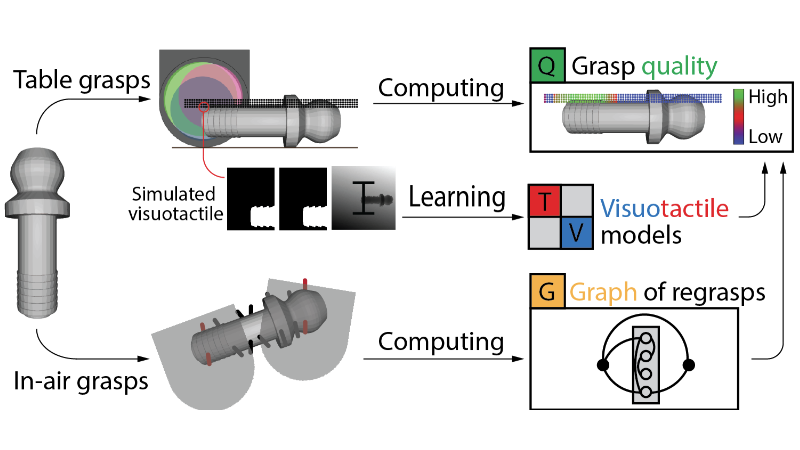 Table grasps
Computing
Q Grasp quality
High
Low
Simulated
visuotactile
Learning
T
V
Visuotactile
models
G Graph of regrasps
Computing
In-air grasps